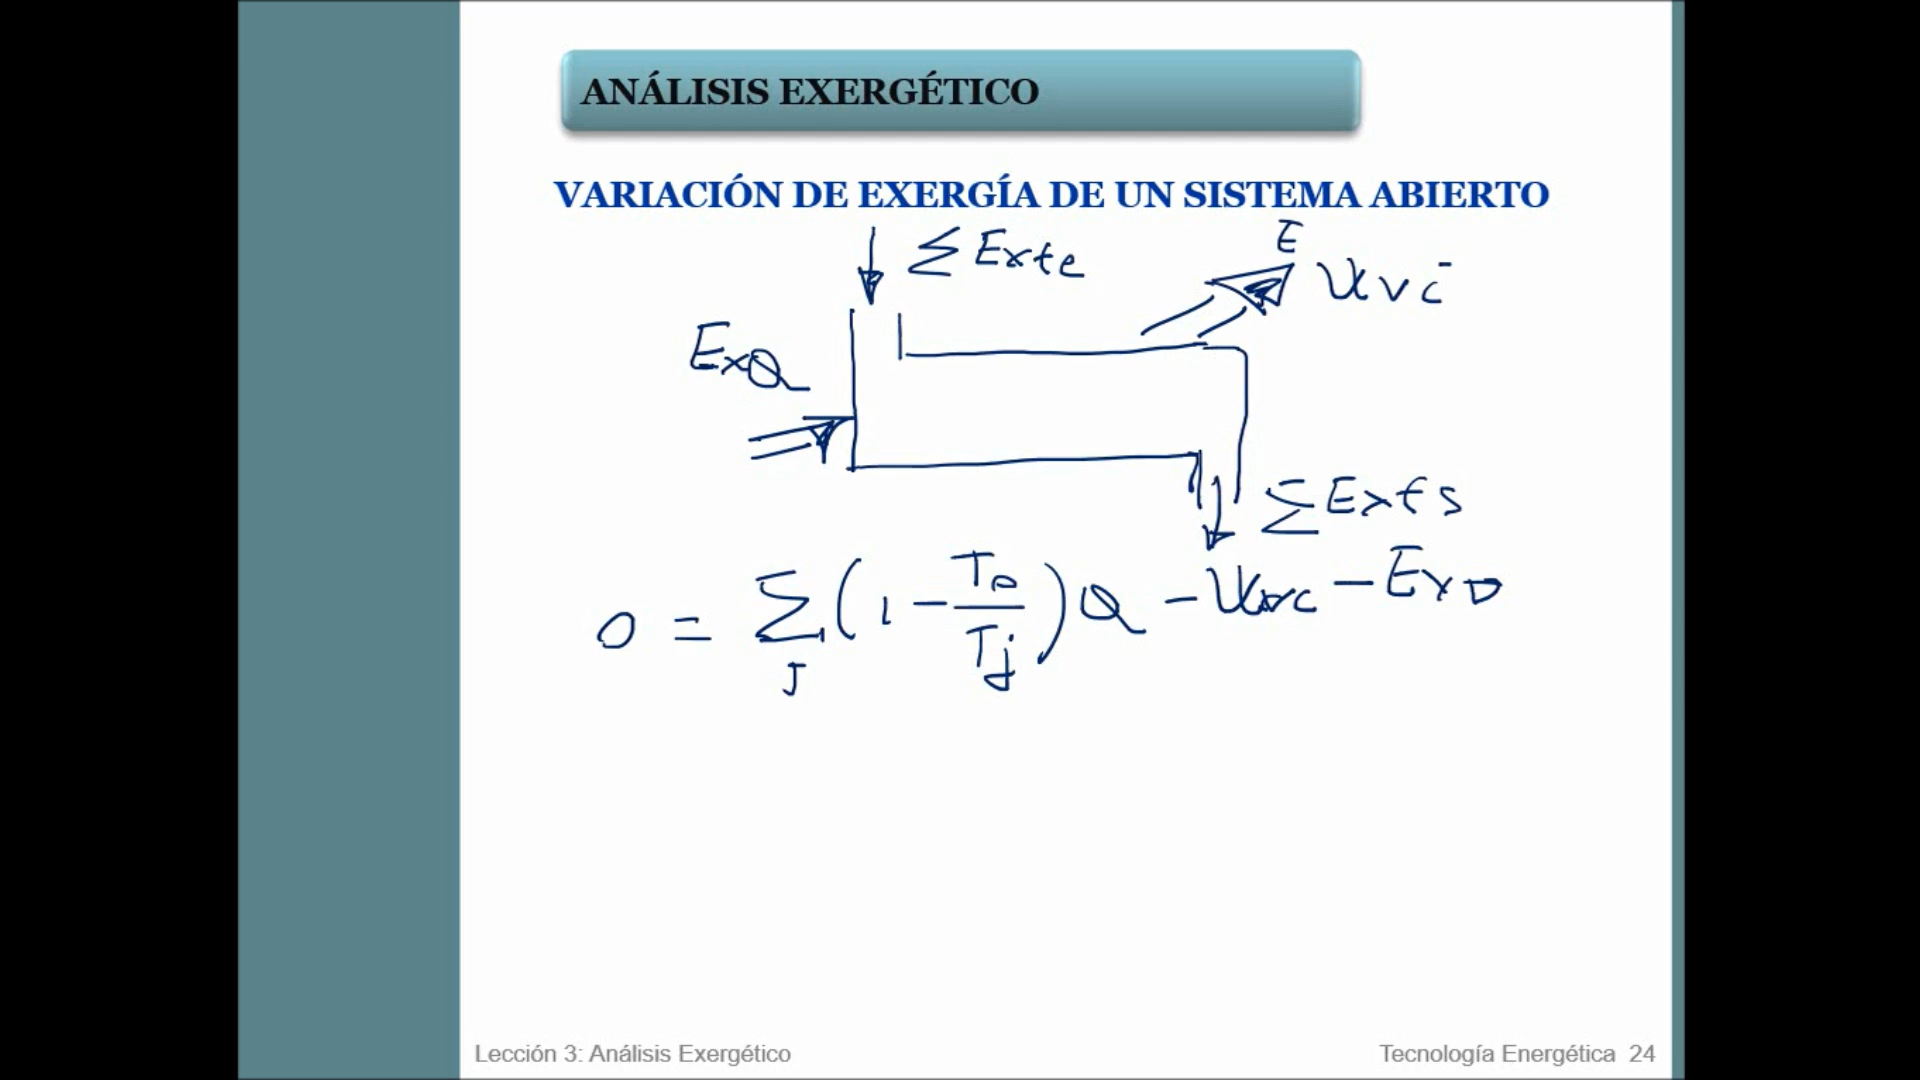 ANÁLISIS EXERGÉTICO
VARIACIÓN DE EXERGÍA DE UN SISTEMA ABIERTO
Σ Exfe
E
Wvc
ExQ
Σ Exfs
0 = Σ (1 - T0/Tj) Q - Wvc - ExD
J
Lección 3: Análisis Exergético
Tecnología Energética 24